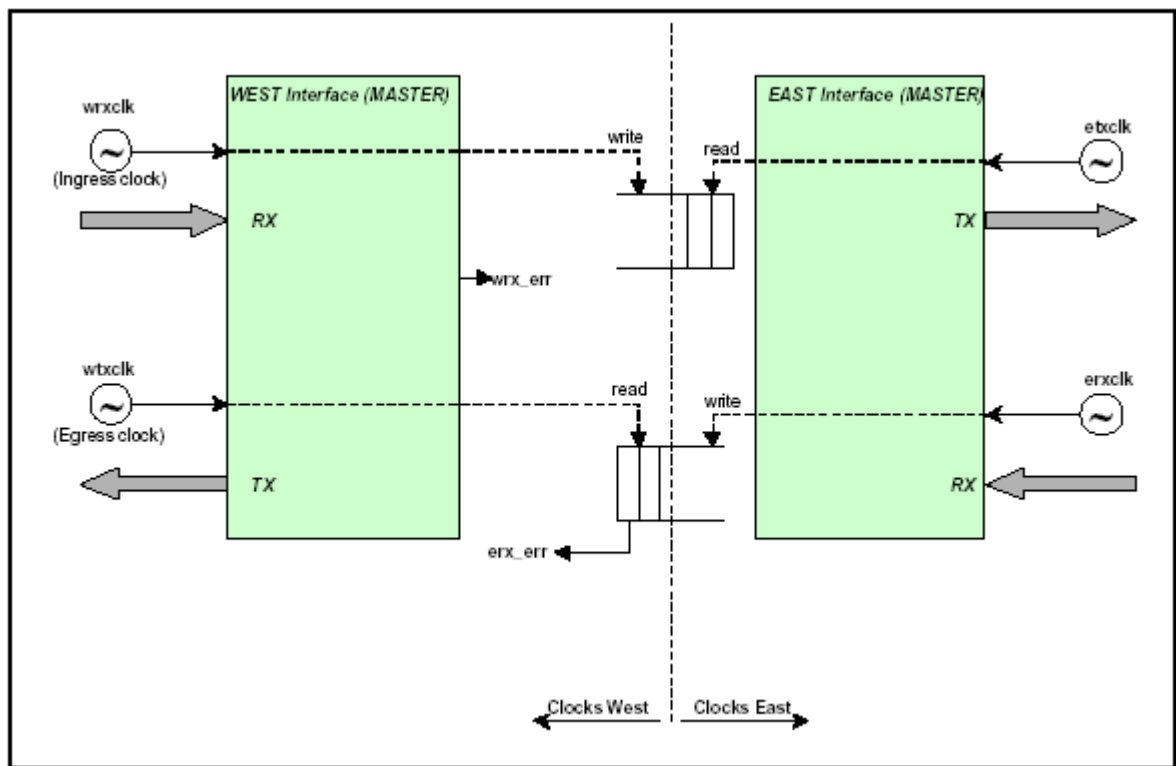 WEST Interface (MASTER)
EAST Interface (MASTER)
wrxclk
etxclk
write
read
(Ingress clock)
RX
TX
wrx_err
wtxclk
erxclk
read
write
(Egress clock)
TX
RX
erx_err
Clocks West
Clocks East